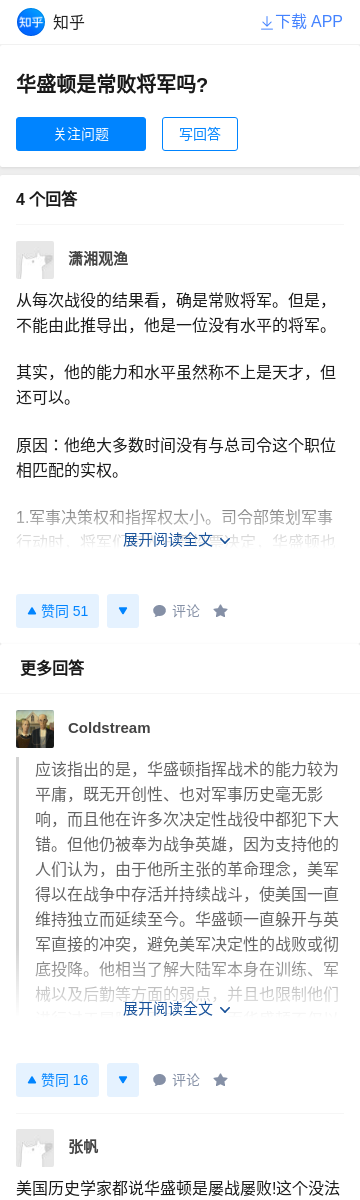 知乎 知乎 下载 APP
华盛顿是常败将军吗?
关注问题 写回答
4 个回答
潇湘观渔
从每次战役的结果看，确是常败将军。但是，
不能由此推导出，他是一位没有水平的将军。
其实，他的能力和水平虽然称不上是天才，但
还可以。
原因：他绝大多数时间没有与总司令这个职位
相匹配的实权。
1.军事决策权和指挥权太小。司令部策划军事
行动时，将军们
展开阅读全文
赞同 51 评论
更多回答
Coldstream
应该指出的是，华盛顿指挥战术的能力较为
平庸，既无开创性、也对军事历史毫无影
响，而且他在许多次决定性战役中都犯下大
错。但他仍被奉为战争英雄，因为支持他的
人们认为，由于他所主张的革命理念，美军
得以在战争中存活并持续战斗，使美国一直
维持独立而延续至今。华盛顿一直躲开与英
军直接的冲突，避免美军决定性的战败或彻
底投降。他相当了解大陆军本身在训练、军
械以及后勤等方面的弱点，并且也限制他们
展开阅读全文
赞同 16 评论
张帆
美国历史学家都说华盛顿是屡战屡败!这个没法